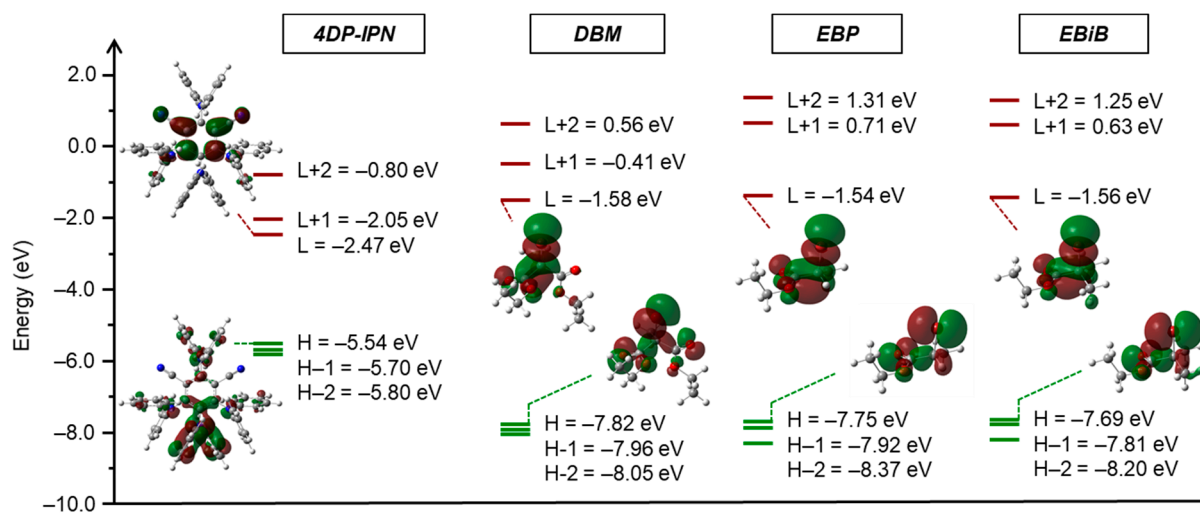 4DP-IPN
DBM
EBP
EBiB
Energy (eV)
2.0
0.0
–2.0
–4.0
–6.0
–8.0
–10.0
L+2 = –0.80 eV
L+1 = –2.05 eV
L = –2.47 eV
H = –5.54 eV
H–1 = –5.70 eV
H–2 = –5.80 eV
L+2 = 0.56 eV
L+1 = –0.41 eV
L = –1.58 eV
H = –7.82 eV
H-1 = –7.96 eV
H-2 = –8.05 eV
L+2 = 1.31 eV
L+1 = 0.71 eV
L = –1.54 eV
H = –7.75 eV
H–1 = –7.92 eV
H–2 = –8.37 eV
L+2 = 1.25 eV
L+1 = 0.63 eV
L = –1.56 eV
H = –7.69 eV
H–1 = –7.81 eV
H–2 = –8.20 eV